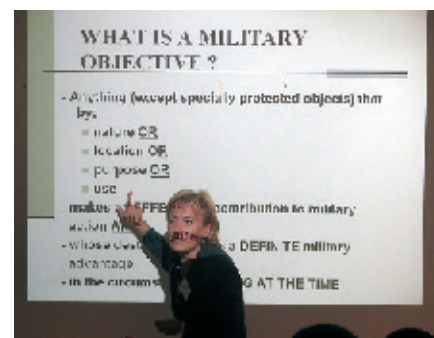 WHAT IS A MILITARY
OBJECTIVE ?
- Anything (except specially protected objects) that
by:
nature OR
location OR
purpose OR
use
makes contribution to military
action
- whose a DEFINITE military
advantage
- in the AT THE TIME